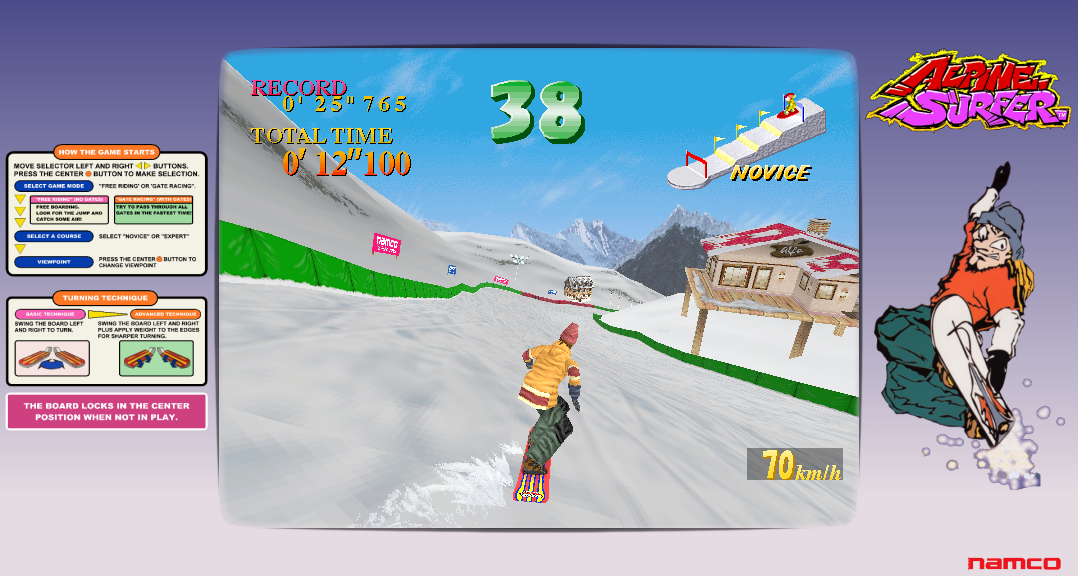 HOW THE GAME STARTS
MOVE SELECTOR LEFT AND RIGHT BUTTONS.
PRESS THE CENTER BUTTON TO MAKE SELECTION.
SELECT GAME MODE "FREE RIDING" OR "GATE RACING".
"FREE RIDING" (NO GATES)
FREE BOARDING.
LOOK FOR THE JUMP AND
CATCH SOME AIR!
"GATE RACING" (WITH GATES)
TRY TO PASS THROUGH ALL
GATES IN THE FASTEST TIME!
SELECT A COURSE SELECT "NOVICE" OR "EXPERT"
VIEWPOINT PRESS THE CENTER BUTTON TO
CHANGE VIEWPOINT
TURNING TECHNIQUE
BASIC TECHNIQUE
SWING THE BOARD LEFT
AND RIGHT TO TURN.
ADVANCED TECHNIQUE
SWING THE BOARD LEFT AND RIGHT
PLUS APPLY WEIGHT TO THE EDGES
FOR SHARPER TURNING.
THE BOARD LOCKS IN THE CENTER
POSITION WHEN NOT IN PLAY.
RECORD
0' 25" 765
TOTAL TIME
0' 12" 100
38
NOVICE
namco
Cafe
70 km/h
ALPINE
SURFER
TM
namco